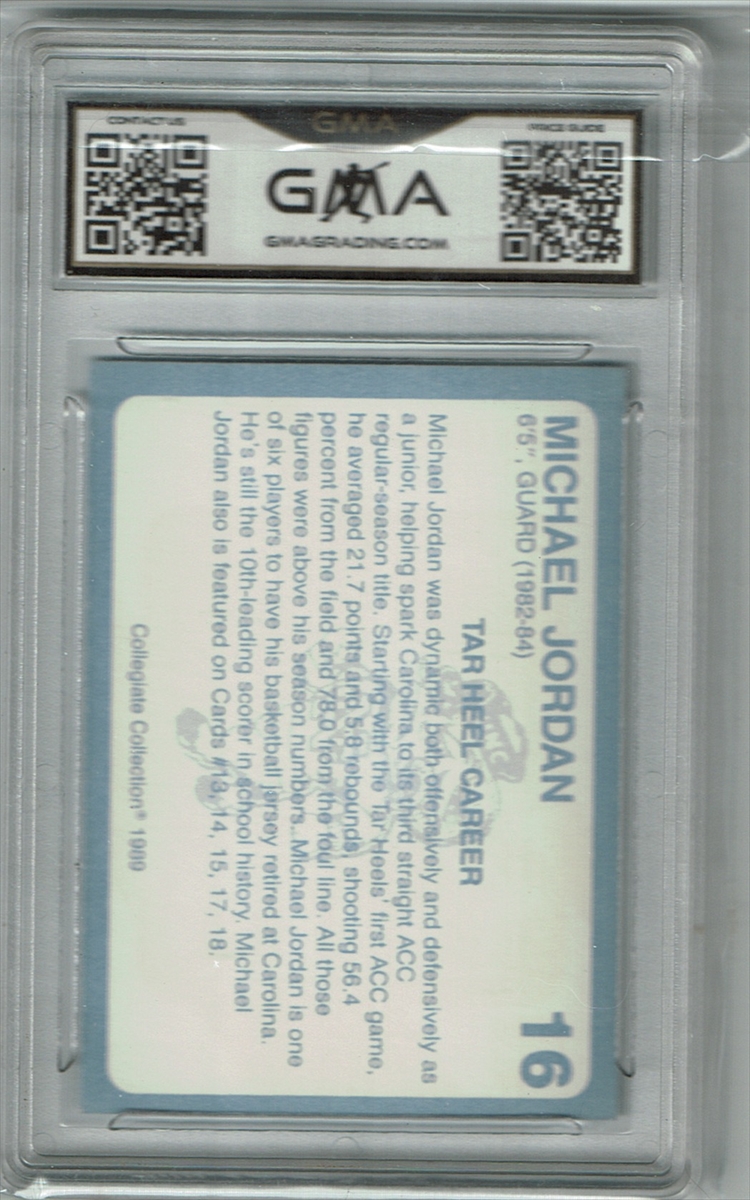 CONTACT US
GMA
PRICE GUIDE
GMA
GMAGRADING.COM
MICHAEL JORDAN
16
6'5", GUARD (1982-84)
TAR HEEL CAREER
Michael Jordan was dynamic both offensively and defensively as
a junior, helping spark Carolina to its third straight ACC
regular-season title. Starting with the Tar Heels' first ACC game,
he averaged 21.7 points and 5.8 rebounds, shooting 56.4
percent from the field and 78.0 from the foul line. All those
figures were above his season numbers. Michael Jordan is one
of six players to have his basketball jersey retired at Carolina.
He's still the 10th-leading scorer in school history. Michael
Jordan also is featured on Cards #13, 14, 15, 17, 18.
Collegiate Collection® 1989